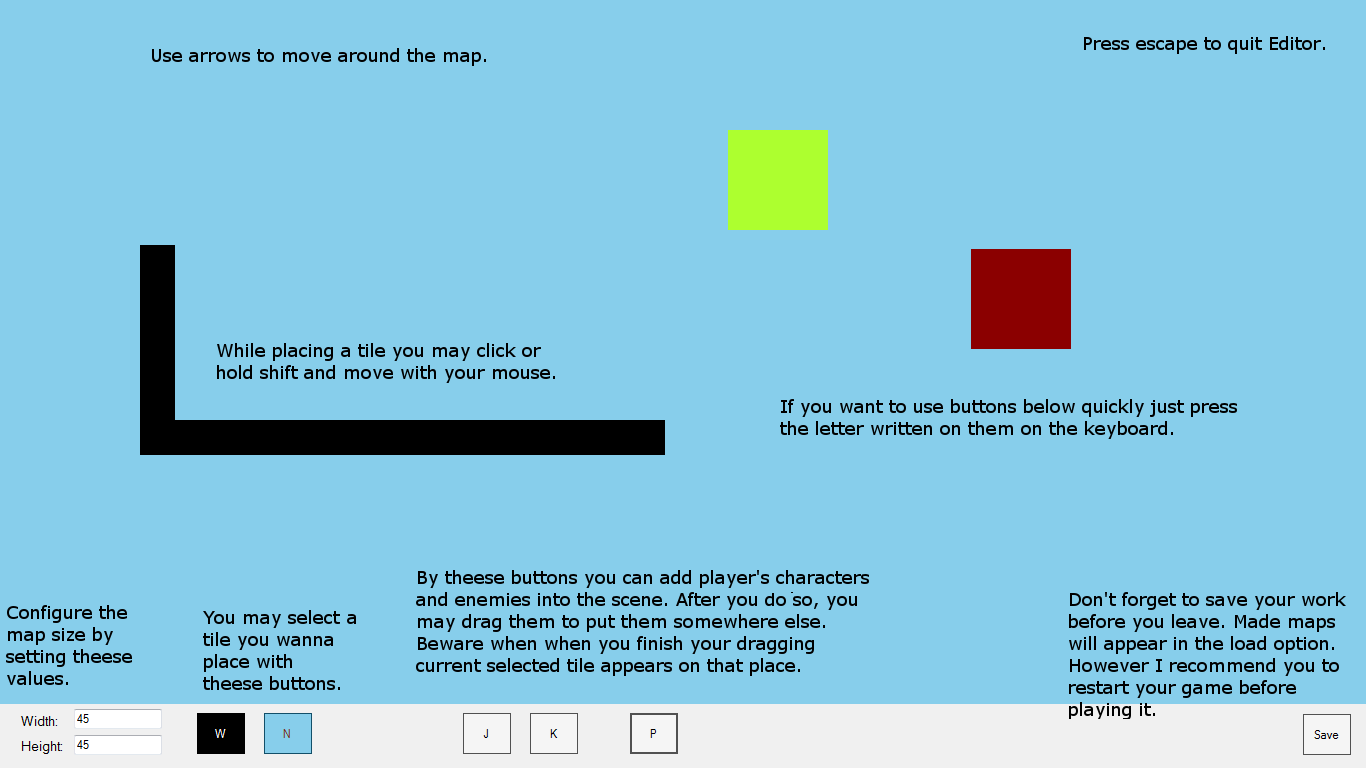 Use arrows to move around the map.
Press escape to quit Editor.
While placing a tile you may click or
hold shift and move with your mouse.
If you want to use buttons below quickly just press
the letter written on them on the keyboard.
Configure the
map size by
setting theese
values.
You may select a
tile you wanna
place with
theese buttons.
By theese buttons you can add player's characters
and enemies into the scene. After you do so, you
may drag them to put them somewhere else.
Beware when when you finish your dragging
current selected tile appears on that place.
Don't forget to save your work
before you leave. Made maps
will appear in the load option.
However I recommend you to
restart your game before
playing it.
Width: 45
Height: 45
W
N
J
K
P
Save